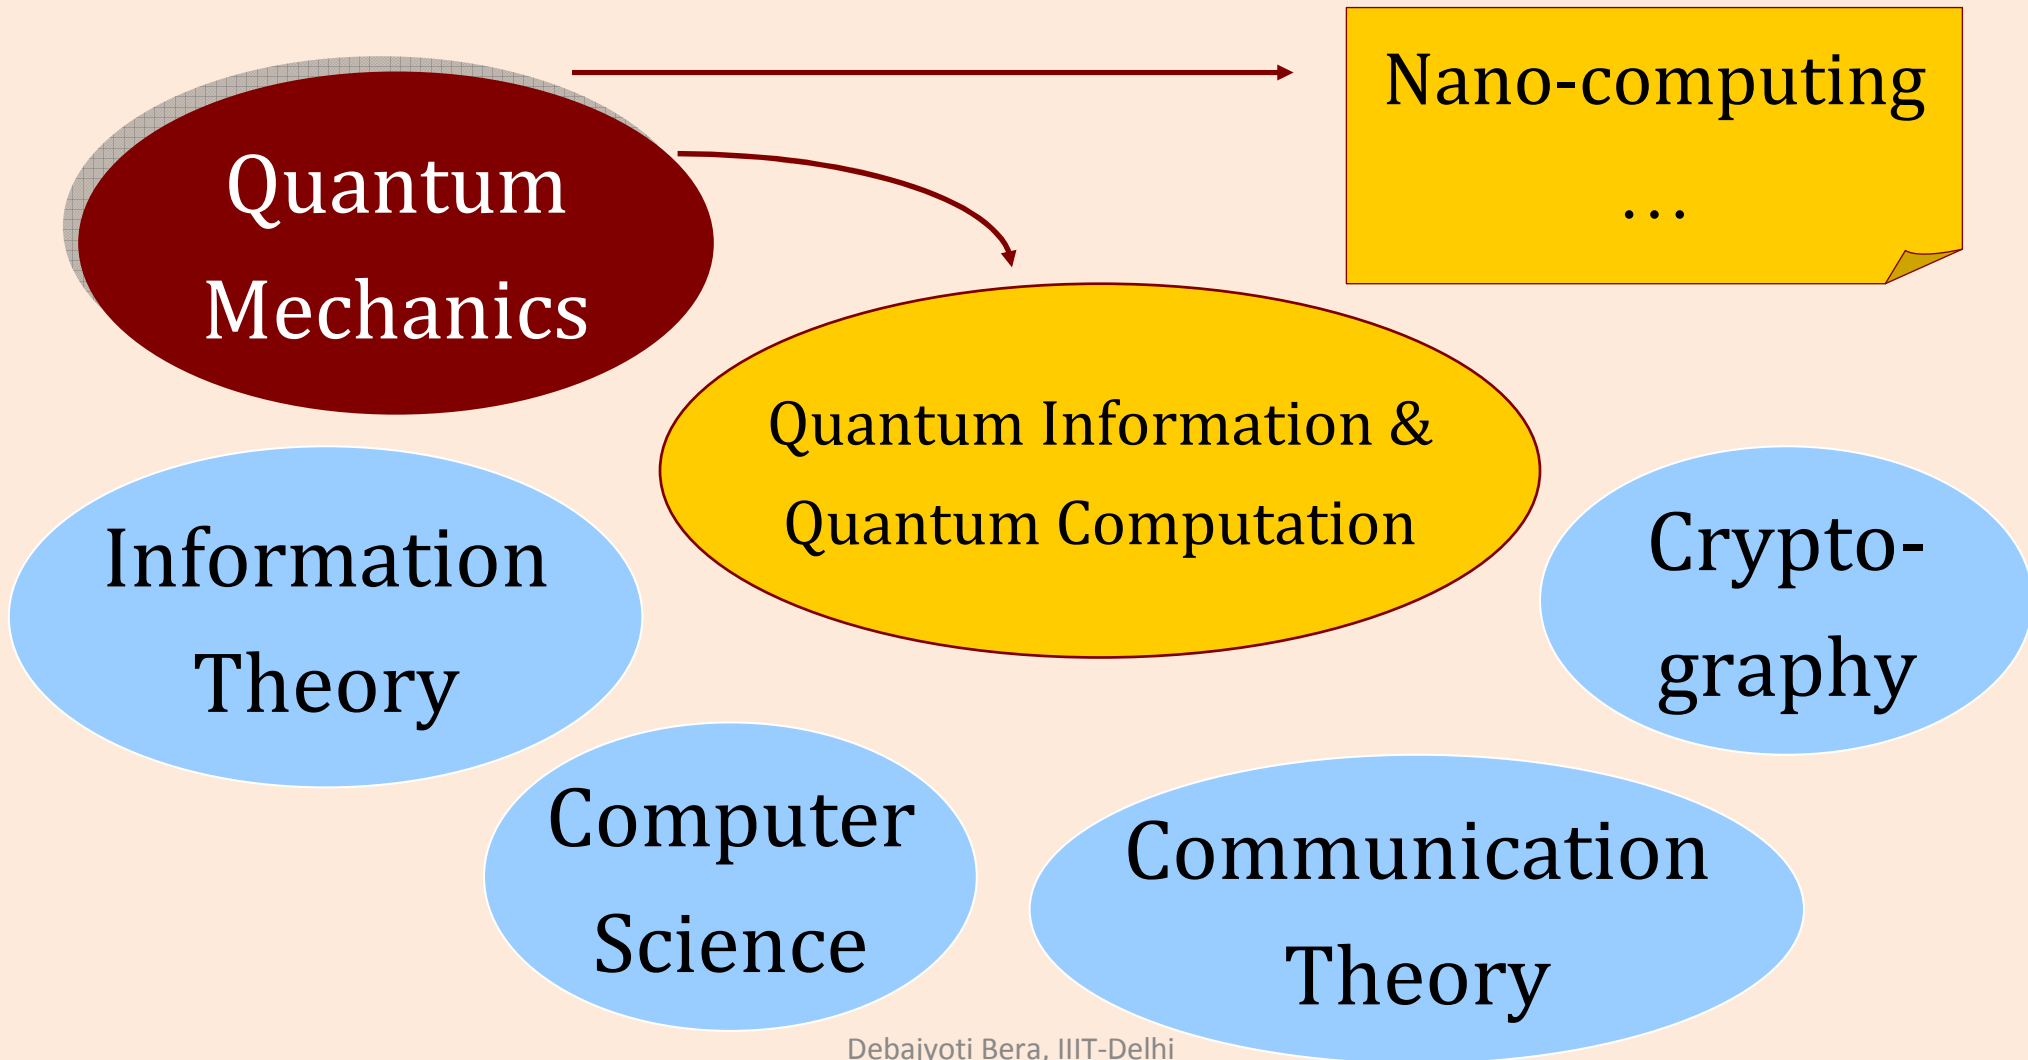 Quantum
Mechanics
Nano-computing
…
Quantum Information &
Quantum Computation
Information
Theory
Crypto-
graphy
Computer
Science
Communication
Theory
Debajyoti Bera, IIIT-Delhi